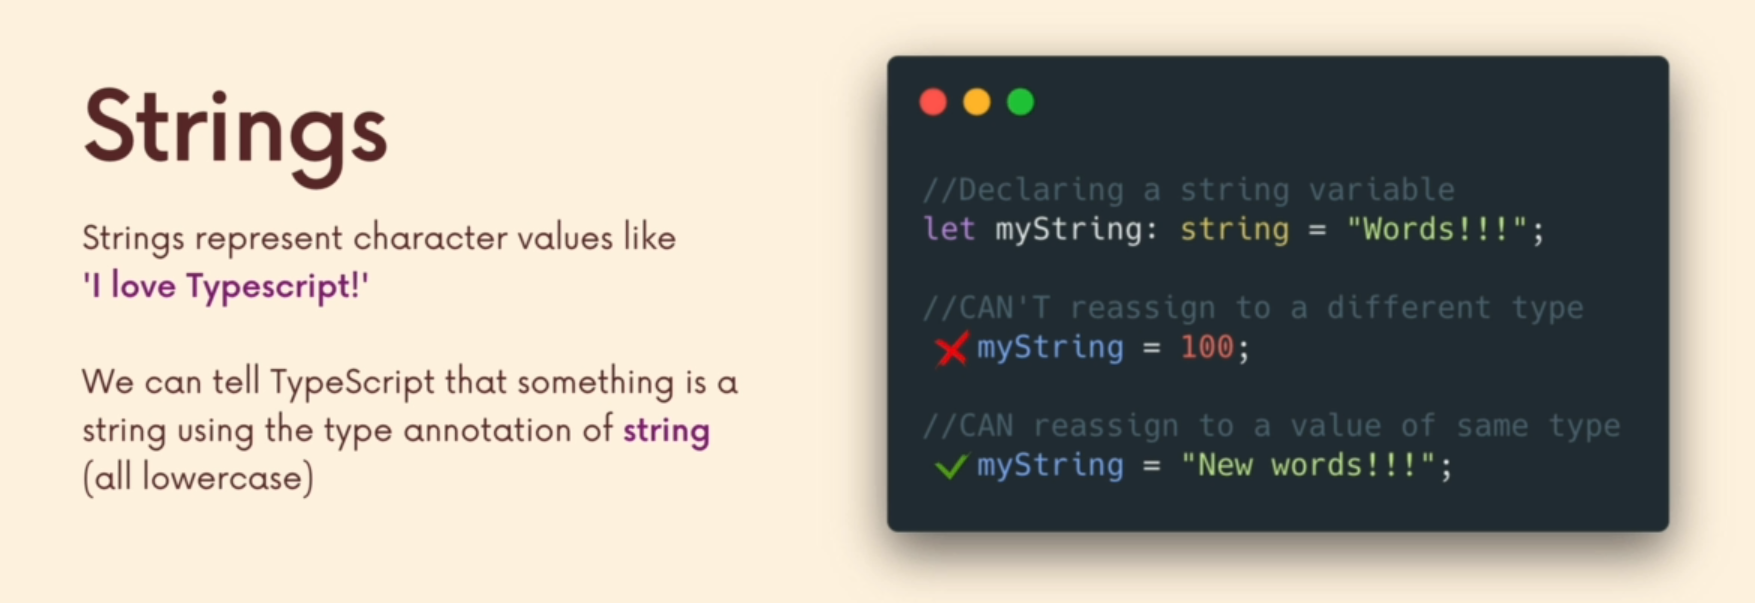 Strings
Strings represent character values like
'I love Typescript!'
We can tell TypeScript that something is a
string using the type annotation of string
(all lowercase)
//Declaring a string variable
let myString: string = "Words!!!";
//CAN'T reassign to a different type
myString = 100;
//CAN reassign to a value of same type
myString = "New words!!!";